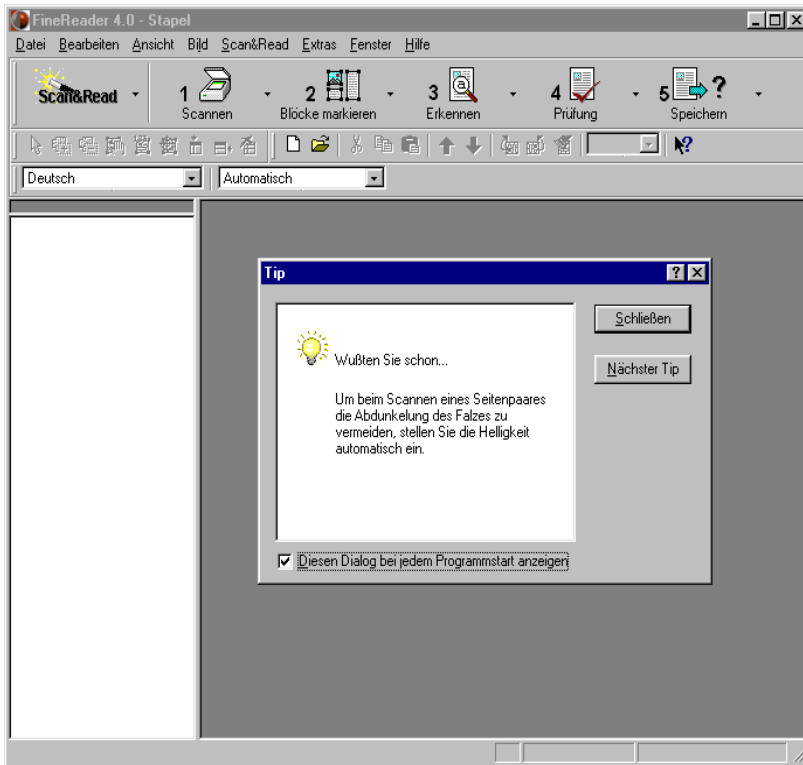 FineReader 4.0 - Stapel
Datei Bearbeiten Ansicht Bild Scan&Read Extras Fenster Hilfe
Scan&Read 1 2 3 4 5 ?
Scannen Blöcke markieren Erkennen Prüfung Speichern
Deutsch Automatisch
Tip
Schließen
Wußten Sie schon...
Nächster Tip
Um beim Scannen eines Seitenpaares
die Abdunkelung des Falzes zu
vermeiden, stellen Sie die Helligkeit
automatisch ein.
Diesen Dialog bei jedem Programmstart anzeigen